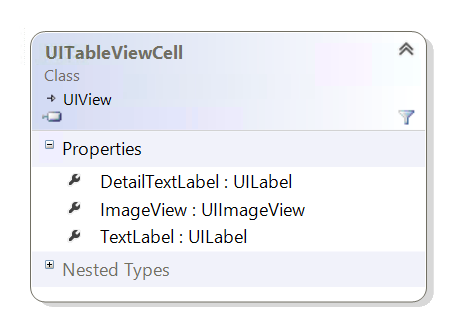 UITableViewCell
Class
UIView
Properties
DetailTextLabel : UILabel
ImageView : UIImageView
TextLabel : UILabel
Nested Types